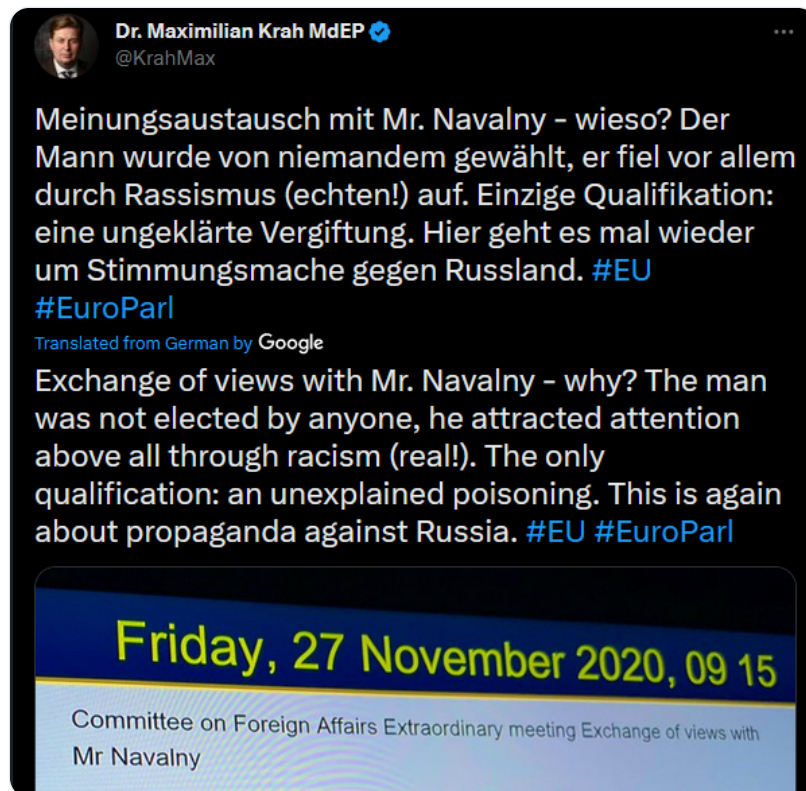 Dr. Maximilian Krah MdEP
@KrahMax
Meinungsaustausch mit Mr. Navalny - wieso? Der
Mann wurde von niemandem gewählt, er fiel vor allem
durch Rassismus (echten!) auf. Einzige Qualifikation:
eine ungeklärte Vergiftung. Hier geht es mal wieder
um Stimmungsmache gegen Russland. #EU
#EuroParl
Translated from German by Google
Exchange of views with Mr. Navalny - why? The man
was not elected by anyone, he attracted attention
above all through racism (real!). The only
qualification: an unexplained poisoning. This is again
about propaganda against Russia. #EU #EuroParl
Friday, 27 November 2020, 09 15
Committee on Foreign Affairs Extraordinary meeting Exchange of views with
Mr Navalny